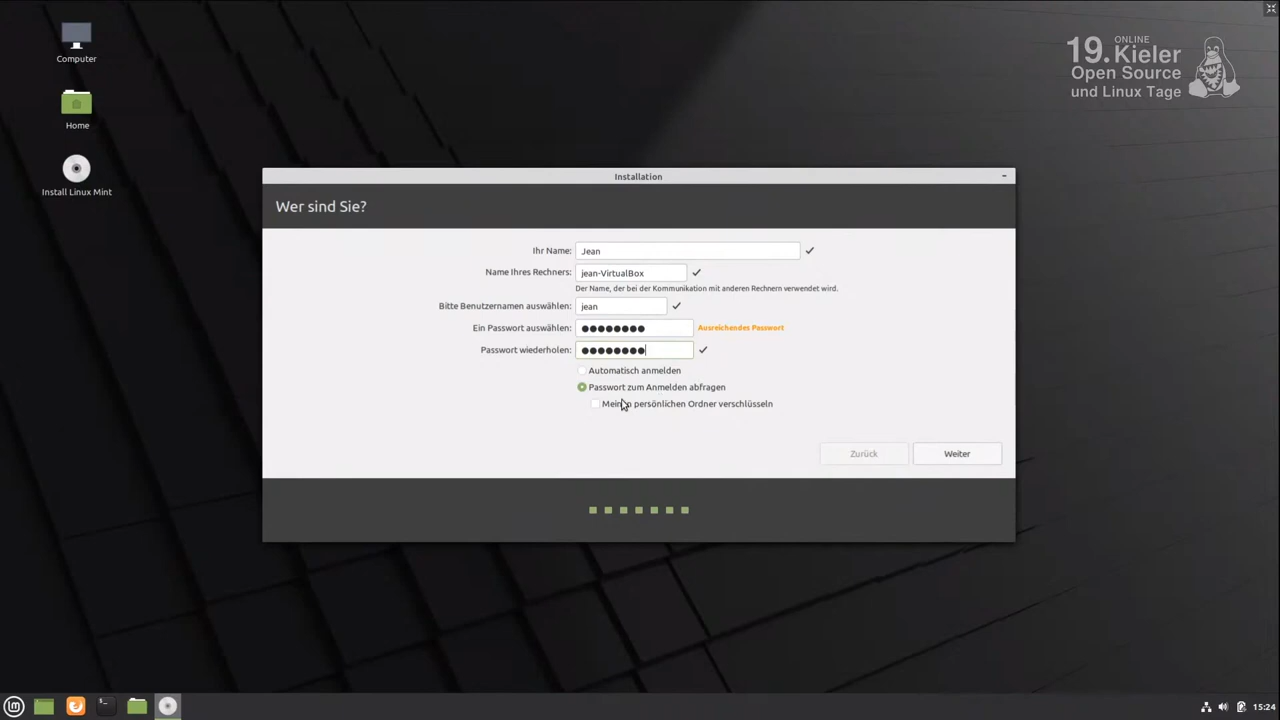 Computer
Home
Install Linux Mint
ONLINE
19.Kieler
Open Source
und Linux Tage
Installation
Wer sind Sie?
Ihr Name: Jean
Name Ihres Rechners: jean-VirtualBox
Der Name, der bei der Kommunikation mit anderen Rechnern verwendet wird.
Bitte Benutzernamen auswählen: jean
Ein Passwort auswählen: ●●●●●●●● Ausreichendes Passwort
Passwort wiederholen: ●●●●●●●●
Automatisch anmelden
Passwort zum Anmelden abfragen
Meinen persönlichen Ordner verschlüsseln
Zurück Weiter
15:24